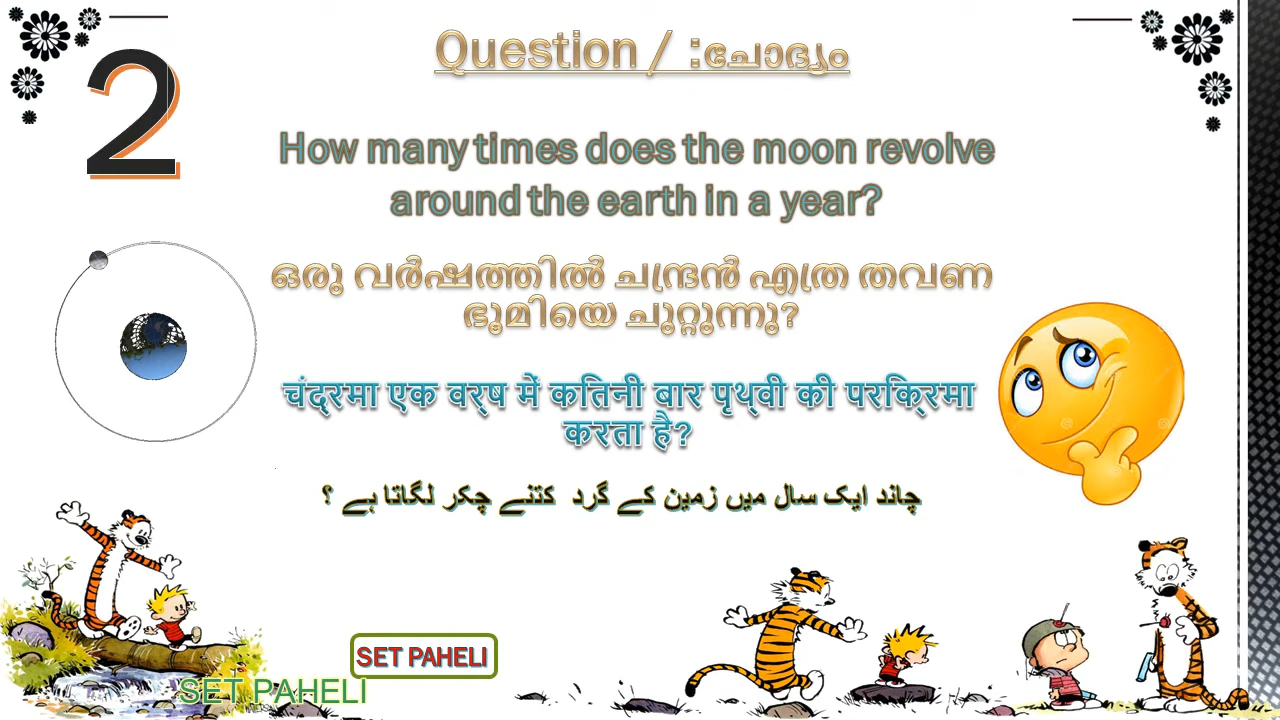 2
Question / :ചോദ്യം
How many times does the moon revolve
around the earth in a year?
ഒരു വർഷത്തിൽ ചന്ദ്രൻ എത്ര തവണ
ഭൂമിയെ ചുറ്റുന്നു?
चंद्रमा एक वर्ष में कितनी बार पृथ्वी की परिक्रमा
करता है?
چاند ایک سال میں زمین کے گرد کتنے چکر لگاتا ہے ؟
SET PAHELI
SET PAHELI